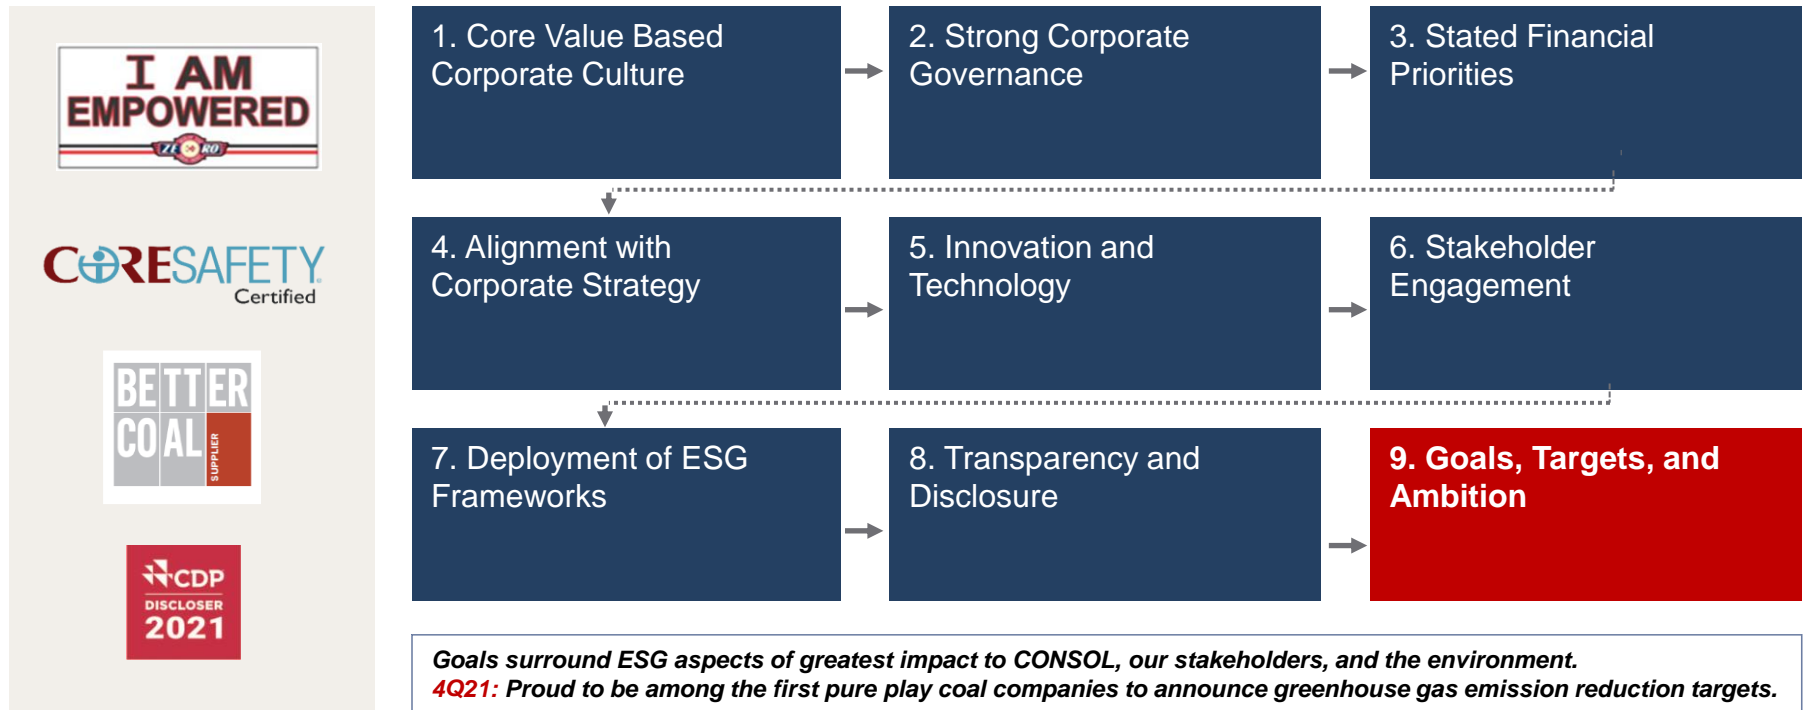 I AM
EMPOWERED
ZERO
CORESAFETY
Certified
BETTER
COAL
SUPPLIER
CDP
DISCLOSER
2021
1. Core Value Based
Corporate Culture
2. Strong Corporate
Governance
3. Stated Financial
Priorities
4. Alignment with
Corporate Strategy
5. Innovation and
Technology
6. Stakeholder
Engagement
7. Deployment of ESG
Frameworks
8. Transparency and
Disclosure
9. Goals, Targets, and
Ambition
Goals surround ESG aspects of greatest impact to CONSOL, our stakeholders, and the environment.
4Q21: Proud to be among the first pure play coal companies to announce greenhouse gas emission reduction targets.